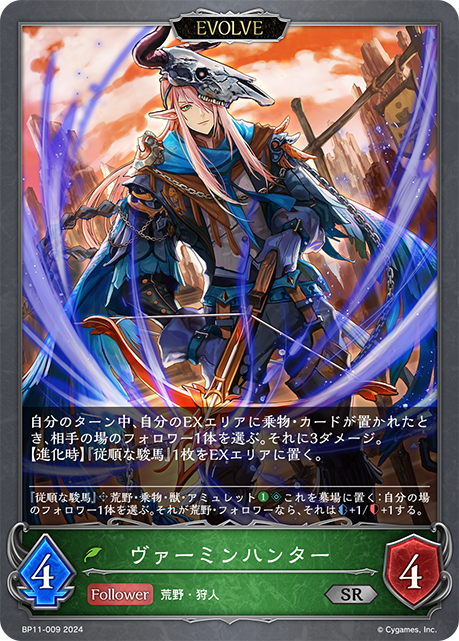 EVOLVE
自分のターン中、自分のEXエリアに乗物・カードが置かれたと
き、相手の場のフォロワー1体を選ぶ。それに3ダメージ。
【進化時】『従順な駿馬』1枚をEXエリアに置く。
『従順な駿馬』荒野・乗物・獣・アミュレット 1 これを墓場に置く:自分の場
のフォロワー1体を選ぶ。それが荒野・フォロワーなら、それは+1/+1する。
ヴァーミンハンター
4
4
Follower 荒野・狩人
SR
BP11-009 2024
© Cygames, Inc.